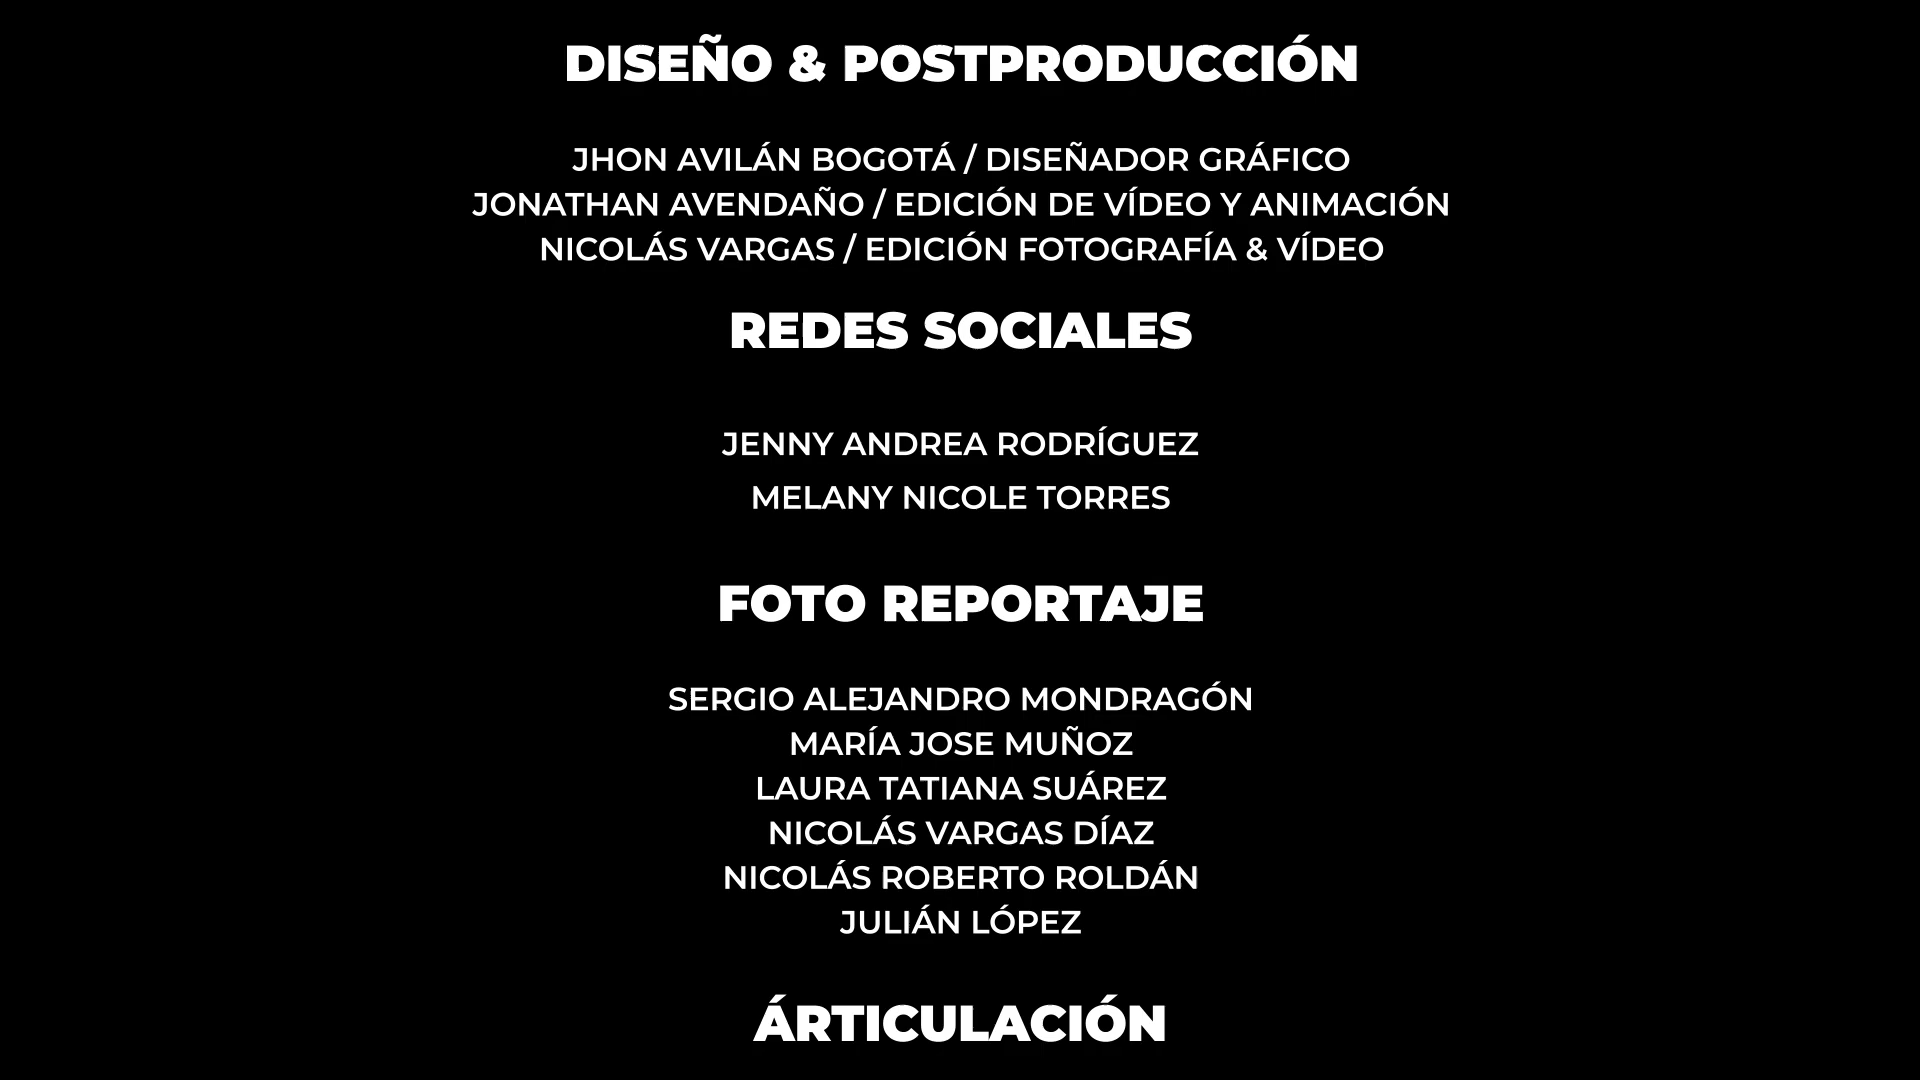 DISEÑO & POSTPRODUCCIÓN
JHON AVILÁN BOGOTÁ / DISEÑADOR GRÁFICO
JONATHAN AVENDAÑO / EDICIÓN DE VÍDEO Y ANIMACIÓN
NICOLÁS VARGAS / EDICIÓN FOTOGRAFÍA & VÍDEO
REDES SOCIALES
JENNY ANDREA RODRÍGUEZ
MELANY NICOLE TORRES
FOTO REPORTAJE
SERGIO ALEJANDRO MONDRAGÓN
MARÍA JOSE MUÑOZ
LAURA TATIANA SUÁREZ
NICOLÁS VARGAS DÍAZ
NICOLÁS ROBERTO ROLDÁN
JULIÁN LÓPEZ
ÁRTICULACIÓN